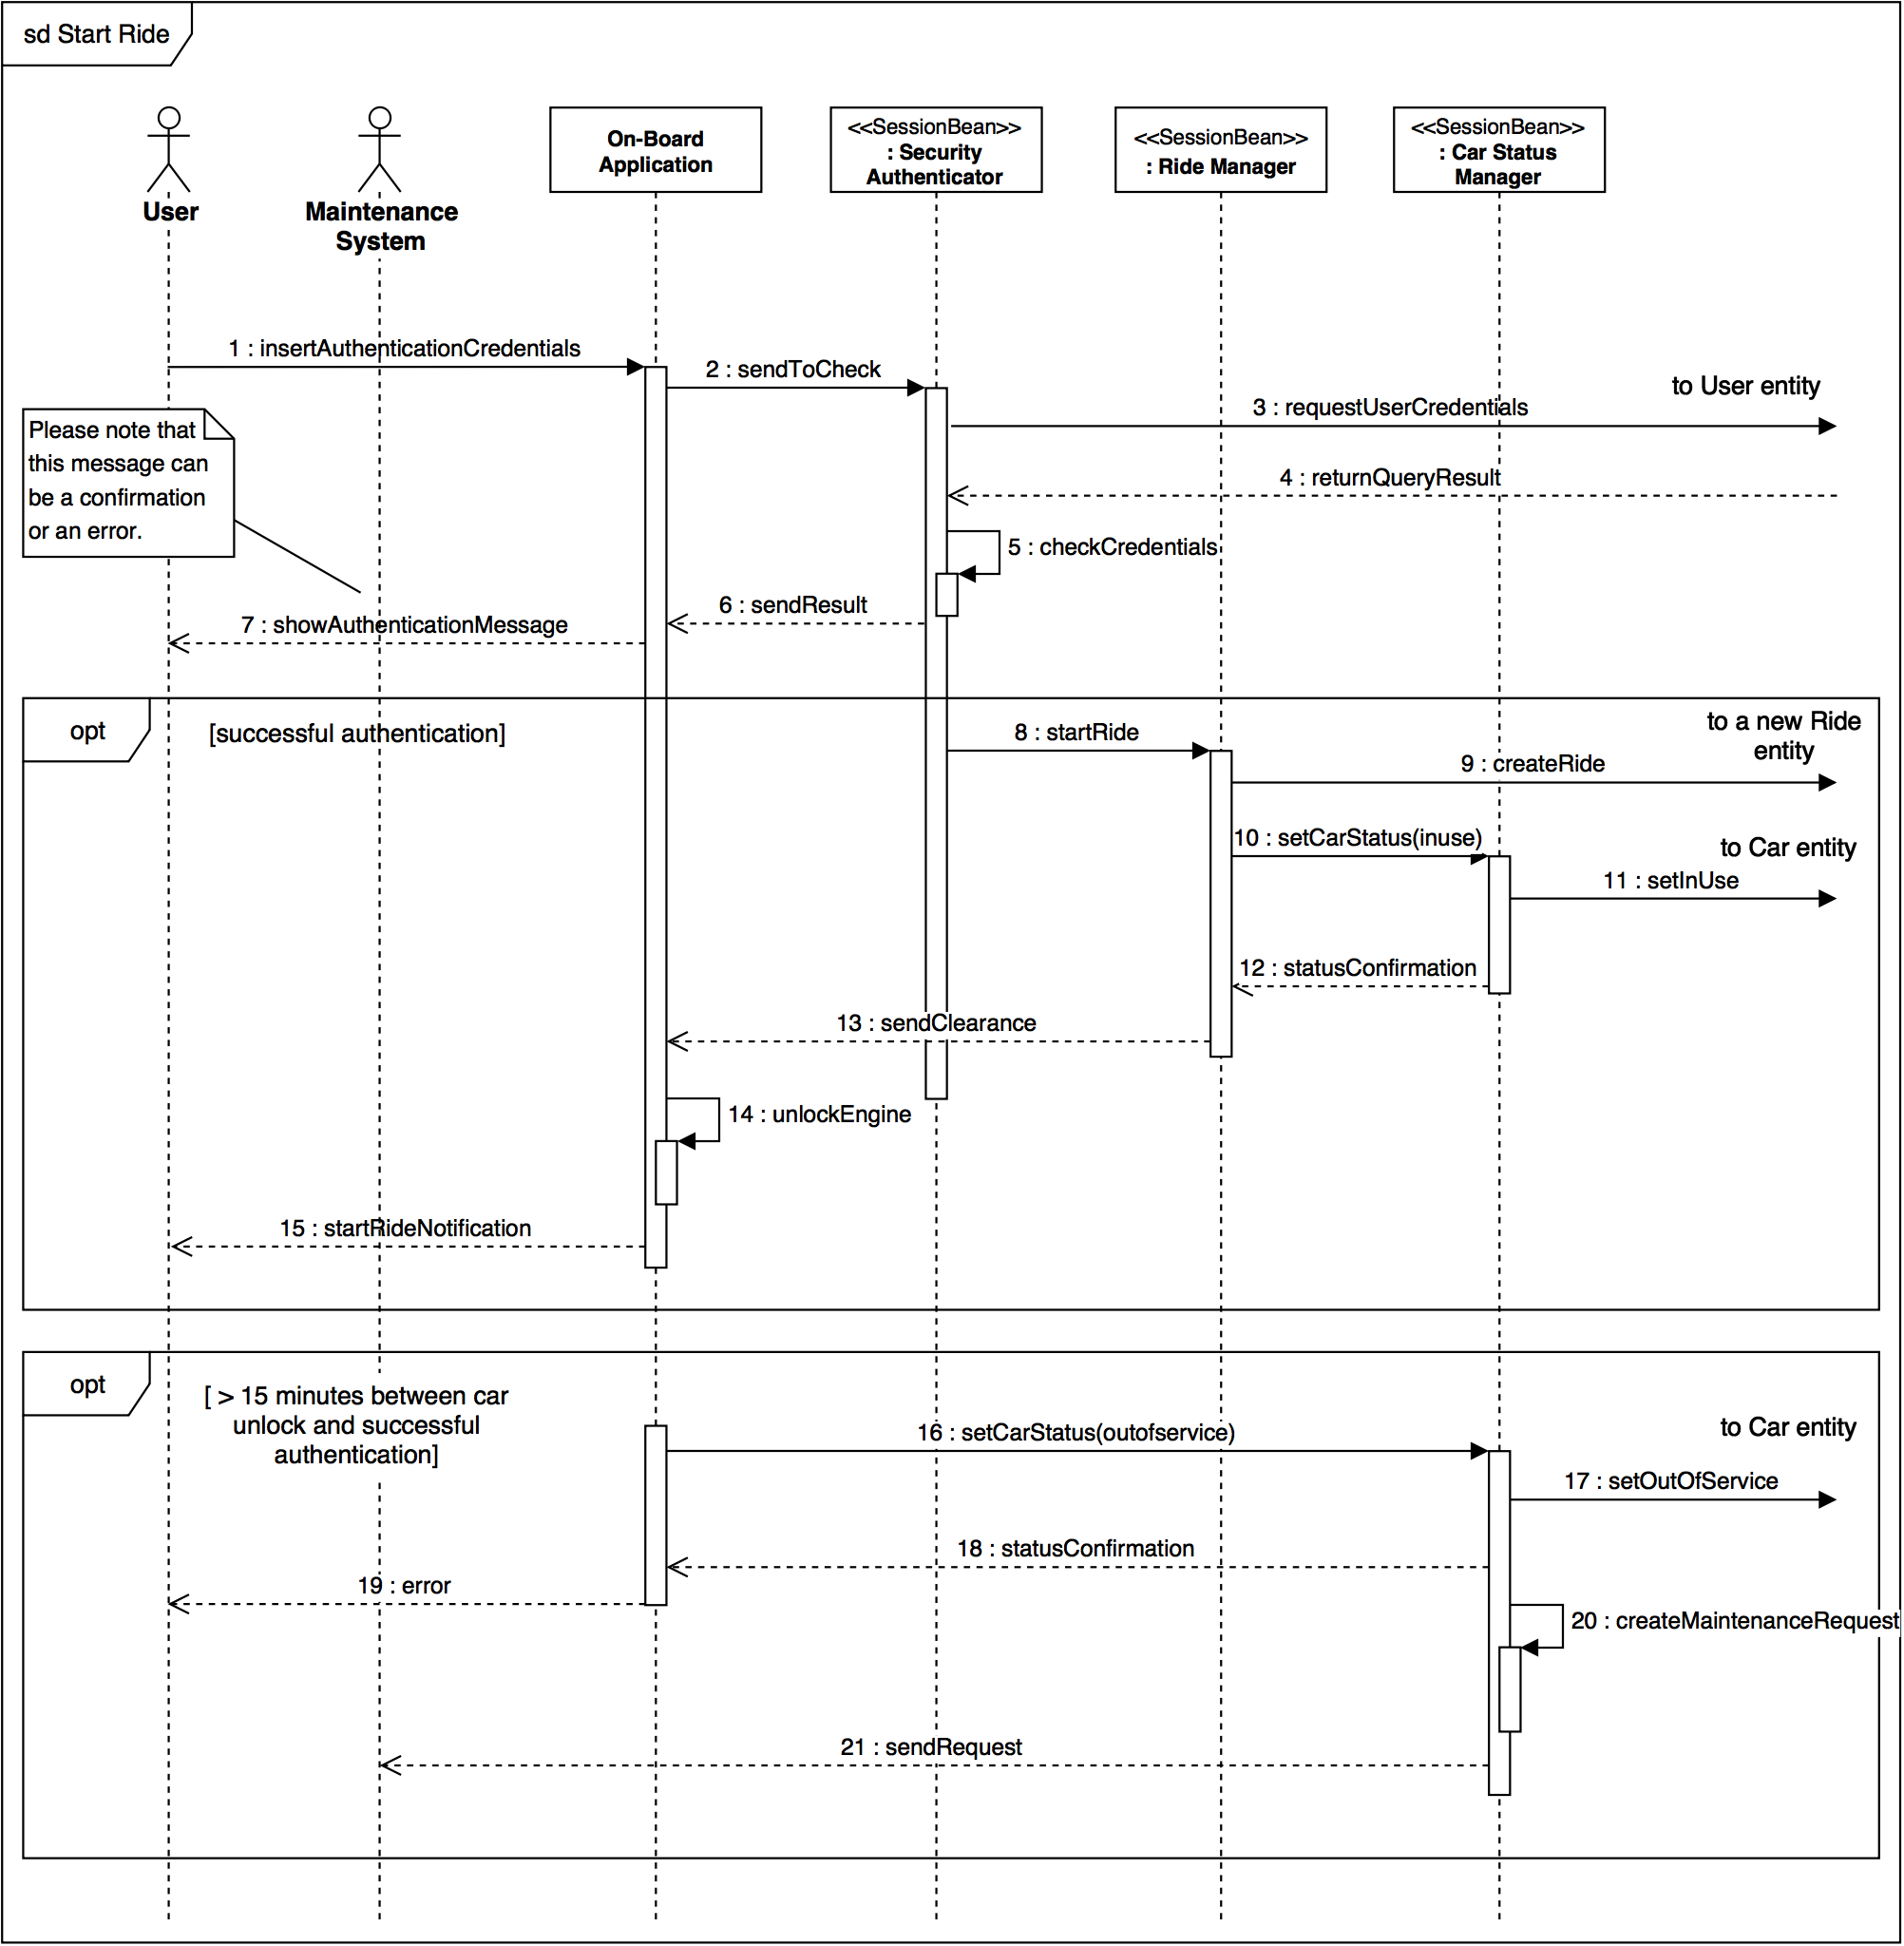 sd Start Ride
User
Maintenance
System
On-Board
Application
<<SessionBean>>
: Security
Authenticator
<<SessionBean>>
: Ride Manager
<<SessionBean>>
: Car Status
Manager
1 : insertAuthenticationCredentials
2 : sendToCheck
to User entity
3 : requestUserCredentials
Please note that
this message can
be a confirmation
or an error.
4 : returnQueryResult
5 : checkCredentials
6 : sendResult
7 : showAuthenticationMessage
opt
[successful authentication]
8 : startRide
to a new Ride
entity
9 : createRide
10 : setCarStatus(inuse)
to Car entity
11 : setInUse
12 : statusConfirmation
13 : sendClearance
14 : unlockEngine
15 : startRideNotification
opt
[ > 15 minutes between car
unlock and successful
authentication]
16 : setCarStatus(outofservice)
to Car entity
17 : setOutOfService
18 : statusConfirmation
19 : error
20 : createMaintenanceRequest
21 : sendRequest